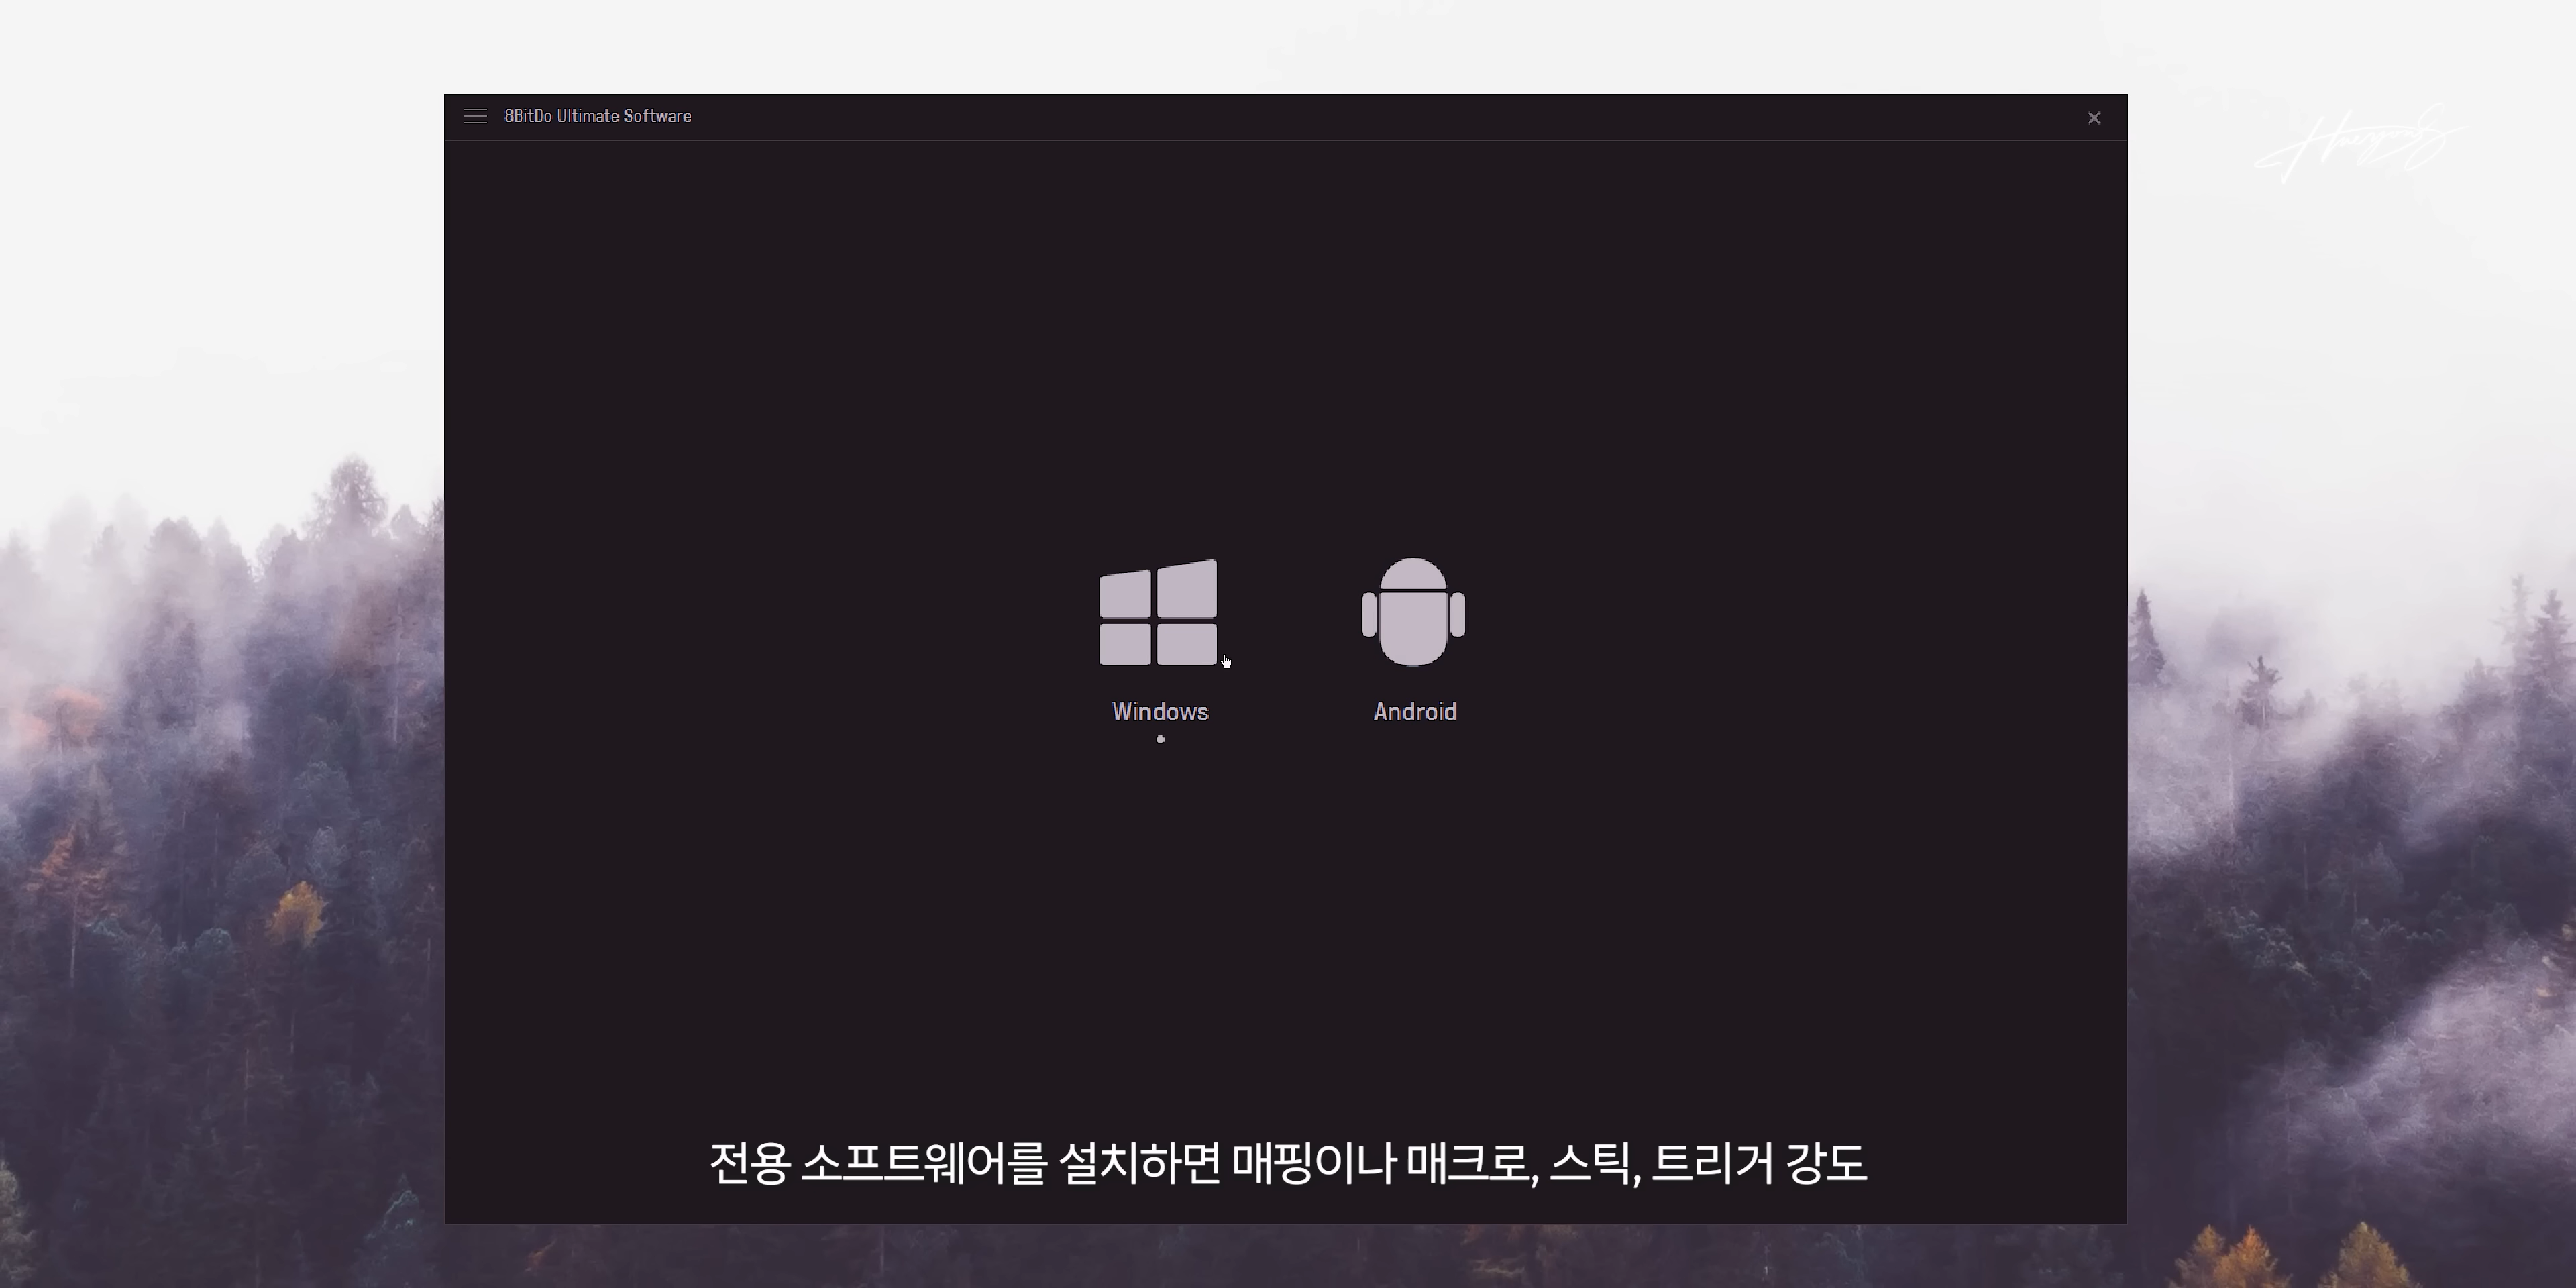 8BitDo Ultimate Software
Windows
Android
전용 소프트웨어를 설치하면 매핑이나 매크로, 스틱, 트리거 강도